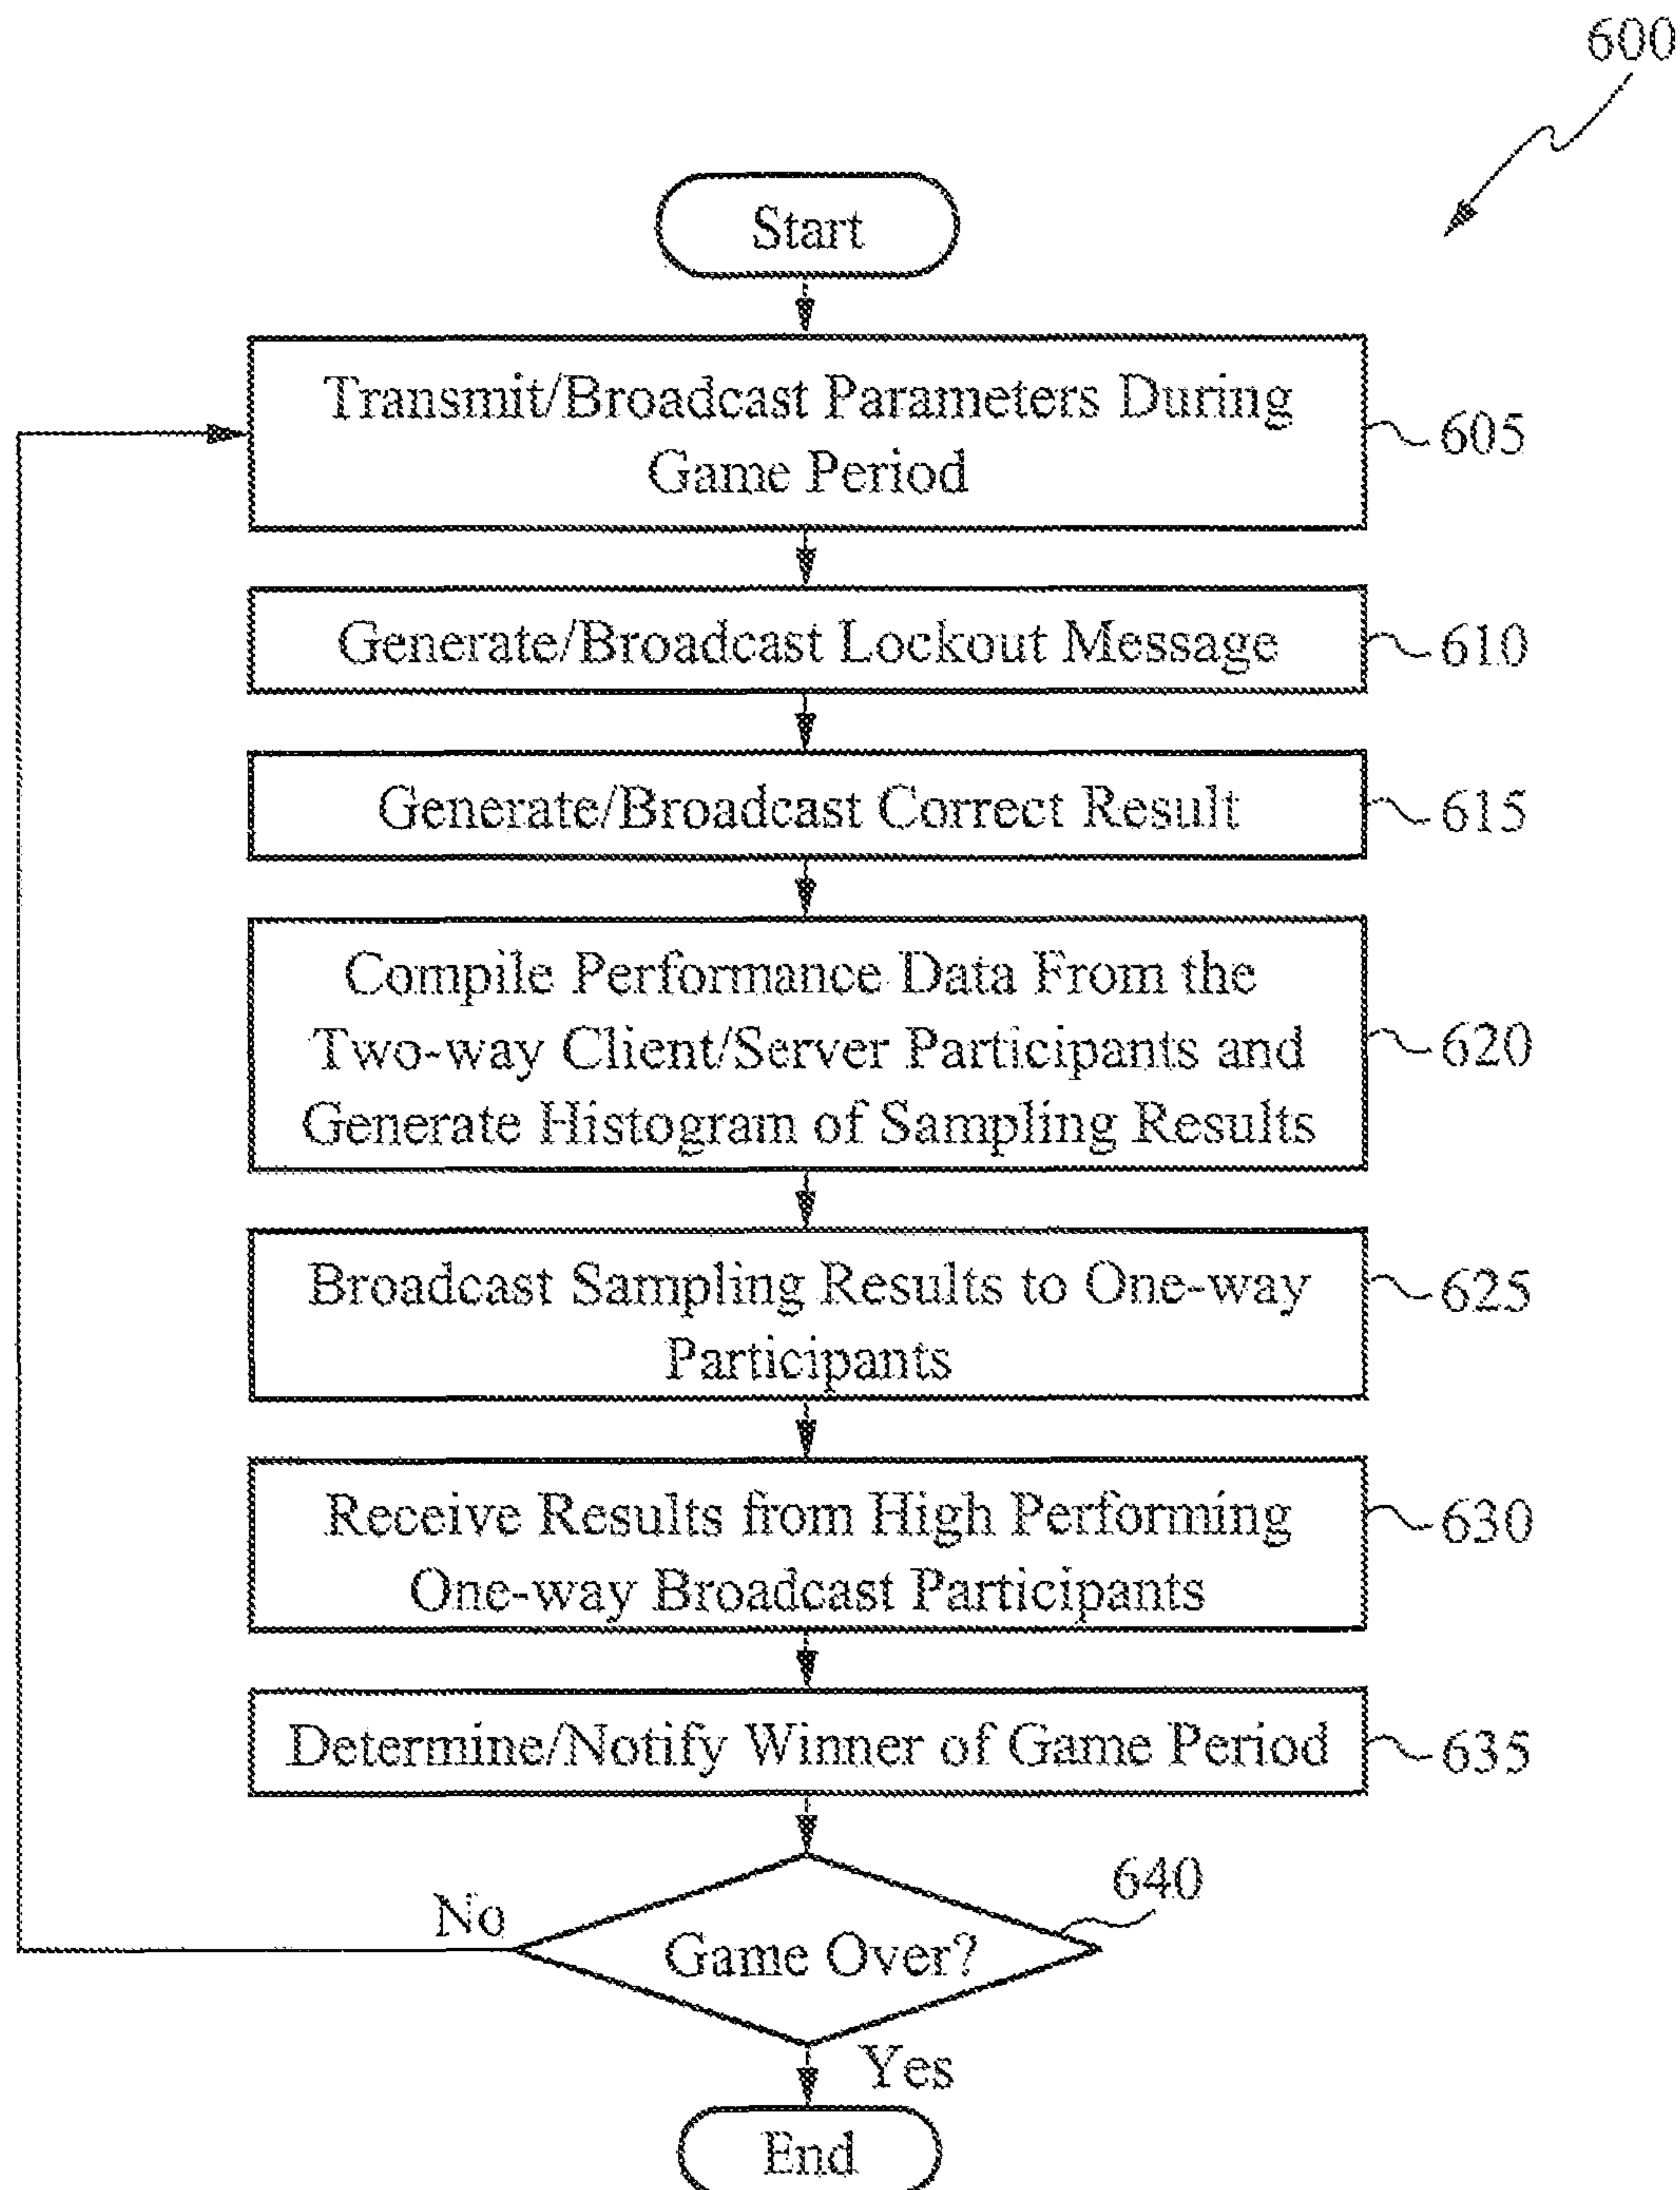 600
Start
Transmit/Broadcast Parameters During
Game Period
605
Generate/Broadcast Lockout Message
610
Generate/Broadcast Correct Result
615
Compile Performance Data From the
Two-way Client/Server Participants and
Generate Histogram of Sampling Results
620
Broadcast Sampling Results to One-way
Participants
625
Receive Results from High Performing
One-way Broadcast Participants
630
Determine/Notify Winner of Game Period
635
640
No
Game Over?
Yes
End